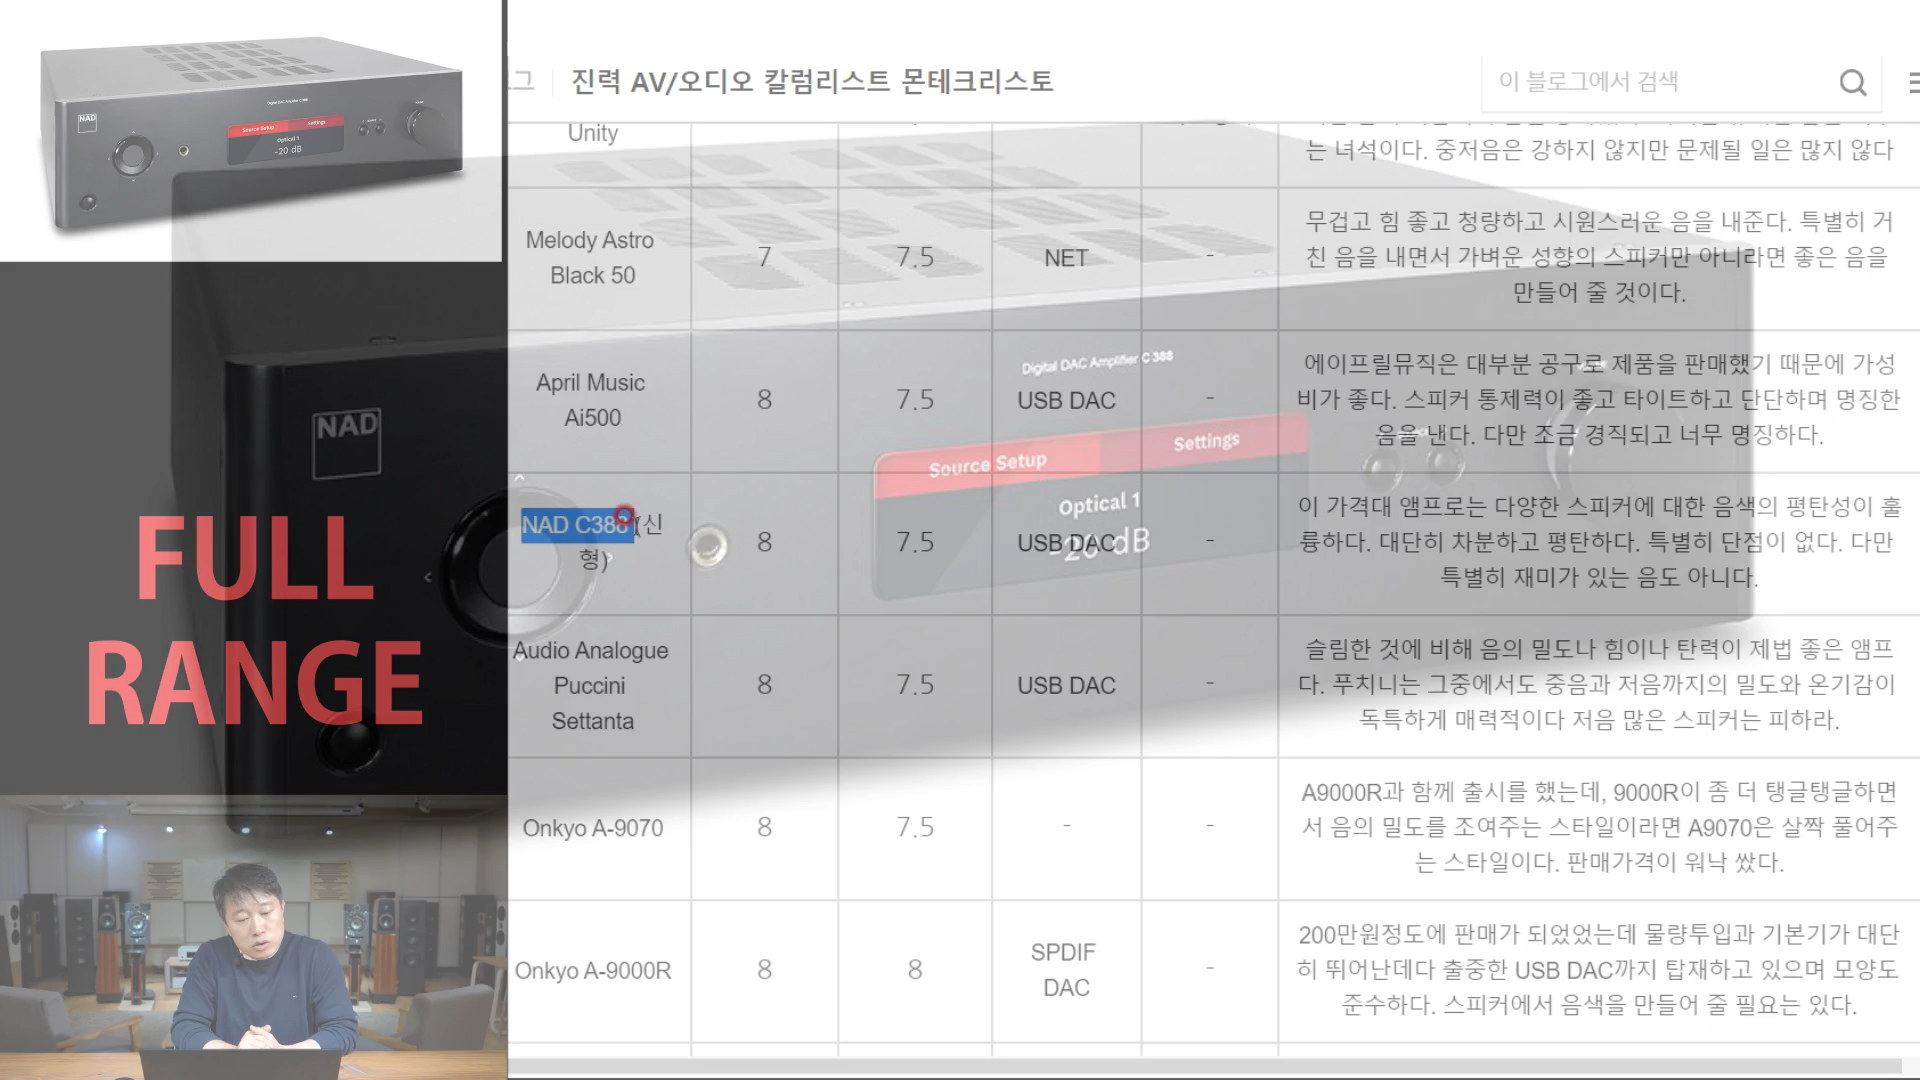 NAD
Digital DAC Amplifier C 388
Source Setup
Settings
Optical 1
-20 dB
NAD
FULL
RANGE
진력 AV/오디오 칼럼리스트 몬테크리스토
이 블로그에서 검색
Unity
는 녀석이다. 중저음은 강하지 않지만 문제될 일은 많지 않다
Melody Astro
Black 50
7
7.5
NET
-
무겁고 힘 좋고 청량하고 시원스러운 음을 내준다. 특별히 거
친 음을 내면서 가벼운 성향의 스피커만 아니라면 좋은 음을
만들어 줄 것이다.
Digital DAC Amplifier C 388
April Music
Ai500
8
7.5
USB DAC
-
에이프릴뮤직은 대부분 공구로 제품을 판매했기 때문에 가성
비가 좋다. 스피커 통제력이 좋고 타이트하고 단단하며 명징한
음을 낸다. 다만 조금 경직되고 너무 명징하다.
Source Setup
Settings
Optical 1
-20 dB
NAD C388 (신
형)
8
7.5
USB DAC
-
이 가격대 앰프로는 다양한 스피커에 대한 음색의 평탄성이 훌
륭하다. 대단히 차분하고 평탄하다. 특별히 단점이 없다. 다만
특별히 재미가 있는 음도 아니다.
Audio Analogue
Puccini
Settanta
8
7.5
USB DAC
-
슬림한 것에 비해 음의 밀도나 힘이나 탄력이 제법 좋은 앰프
다. 푸치니는 그중에서도 중음과 저음까지의 밀도와 온기감이
독특하게 매력적이다 저음 많은 스피커는 피하라.
Onkyo A-9070
8
7.5
-
-
A9000R과 함께 출시를 했는데, 9000R이 좀 더 탱글탱글하면
서 음의 밀도를 조여주는 스타일이라면 A9070은 살짝 풀어주
는 스타일이다. 판매가격이 워낙 쌌다.
Onkyo A-9000R
8
8
SPDIF
DAC
-
200만원정도에 판매가 되었었는데 물량투입과 기본기가 대단
히 뛰어난데다 출중한 USB DAC까지 탑재하고 있으며 모양도
준수하다. 스피커에서 음색을 만들어 줄 필요는 있다.